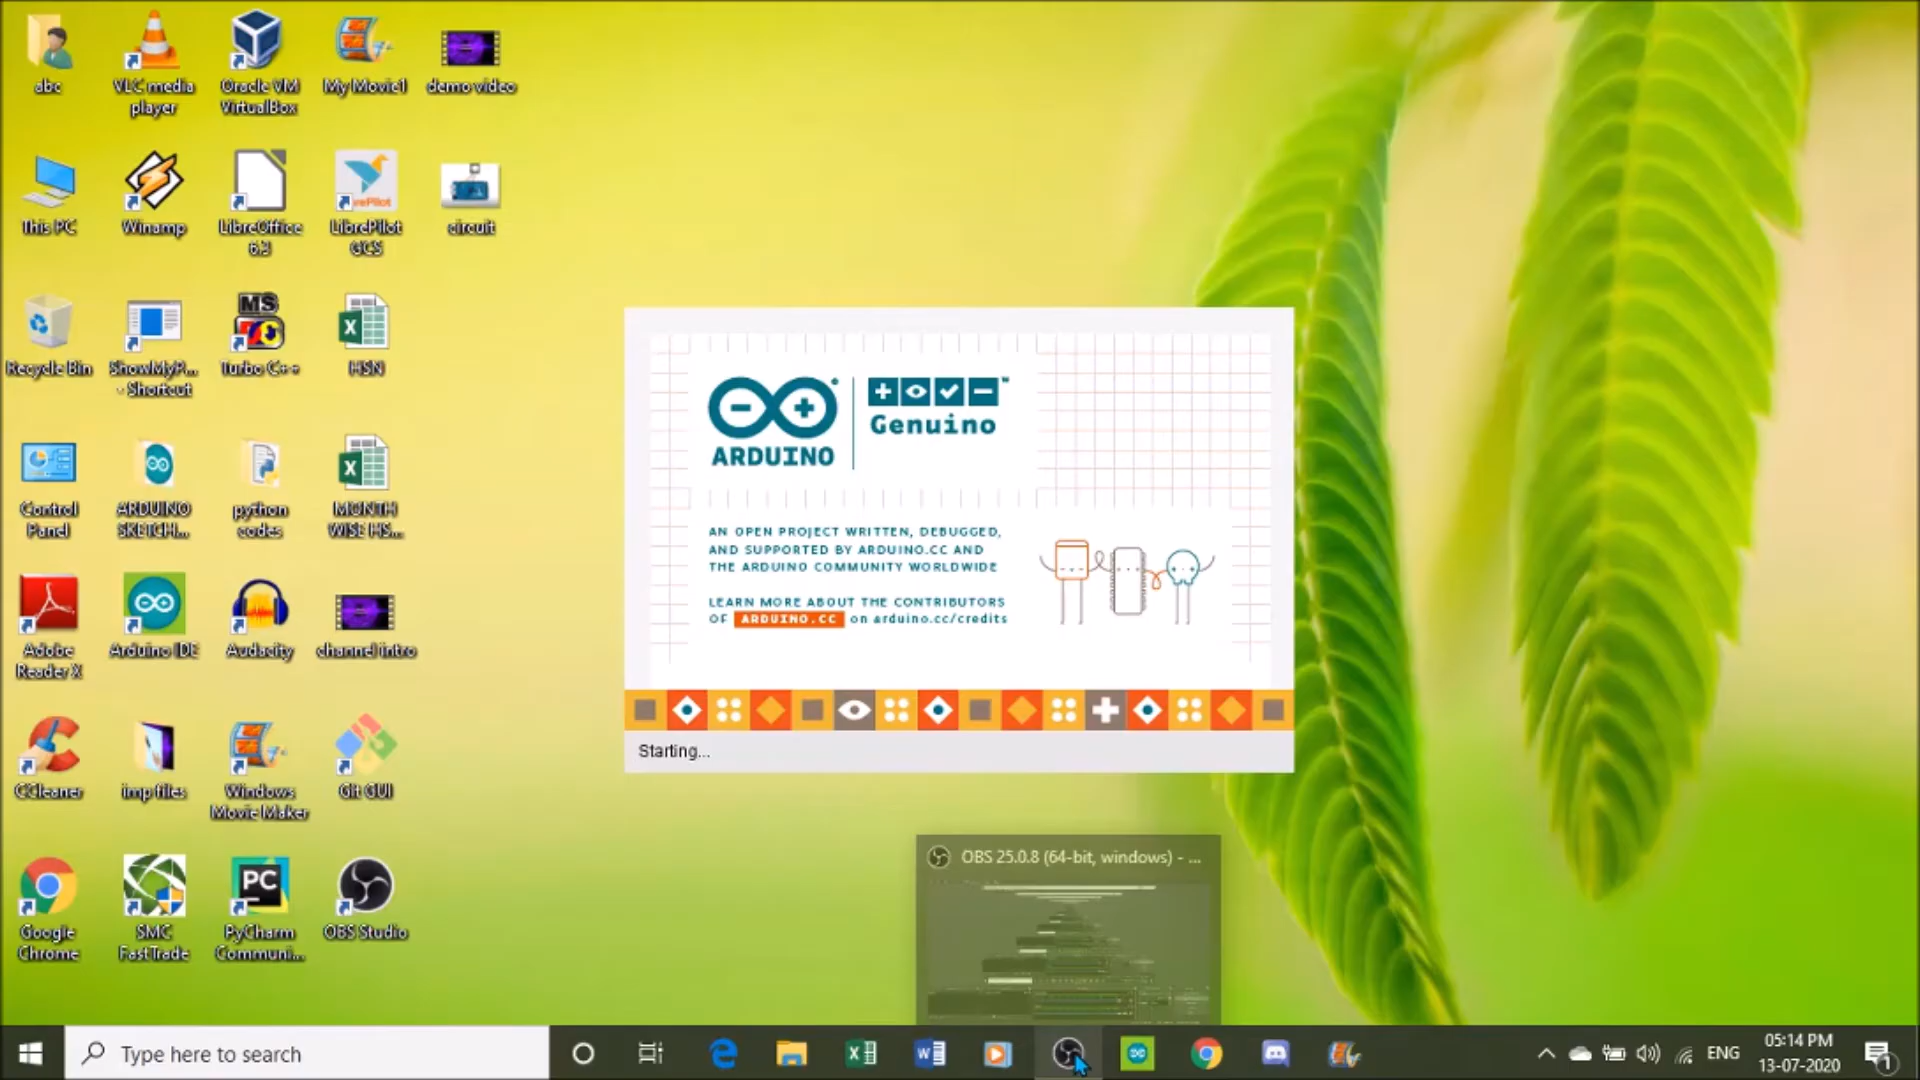 abc
VLC media
player
Oracle VM
VirtualBox
My Movie1
demo video
This PC
Winamp
LibreOffice
6.3
rePilot
LibrePilot
GCS
circuit
Recycle Bin
ShowMyP...
- Shortcut
MS
Turbo C++
HSN
Control
Panel
ARDUINO
SKETCH...
python
codes
MONTH
WISE HS...
Adobe
Reader X
Arduino IDE
Audacity
channel intro
CCleaner
imp files
Windows
Movie Maker
Git GUI
Google
Chrome
SMC
FastTrade
PC
PyCharm
Communi...
OBS Studio
ARDUINO
Genuino
AN OPEN PROJECT WRITTEN, DEBUGGED,
AND SUPPORTED BY ARDUINO.CC AND
THE ARDUINO COMMUNITY WORLDWIDE
LEARN MORE ABOUT THE CONTRIBUTORS
OF ARDUINO.CC on arduino.cc/credits
Starting...
OBS 25.0.8 (64-bit, windows) - ...
Type here to search
ENG
05:14 PM
13-07-2020
1